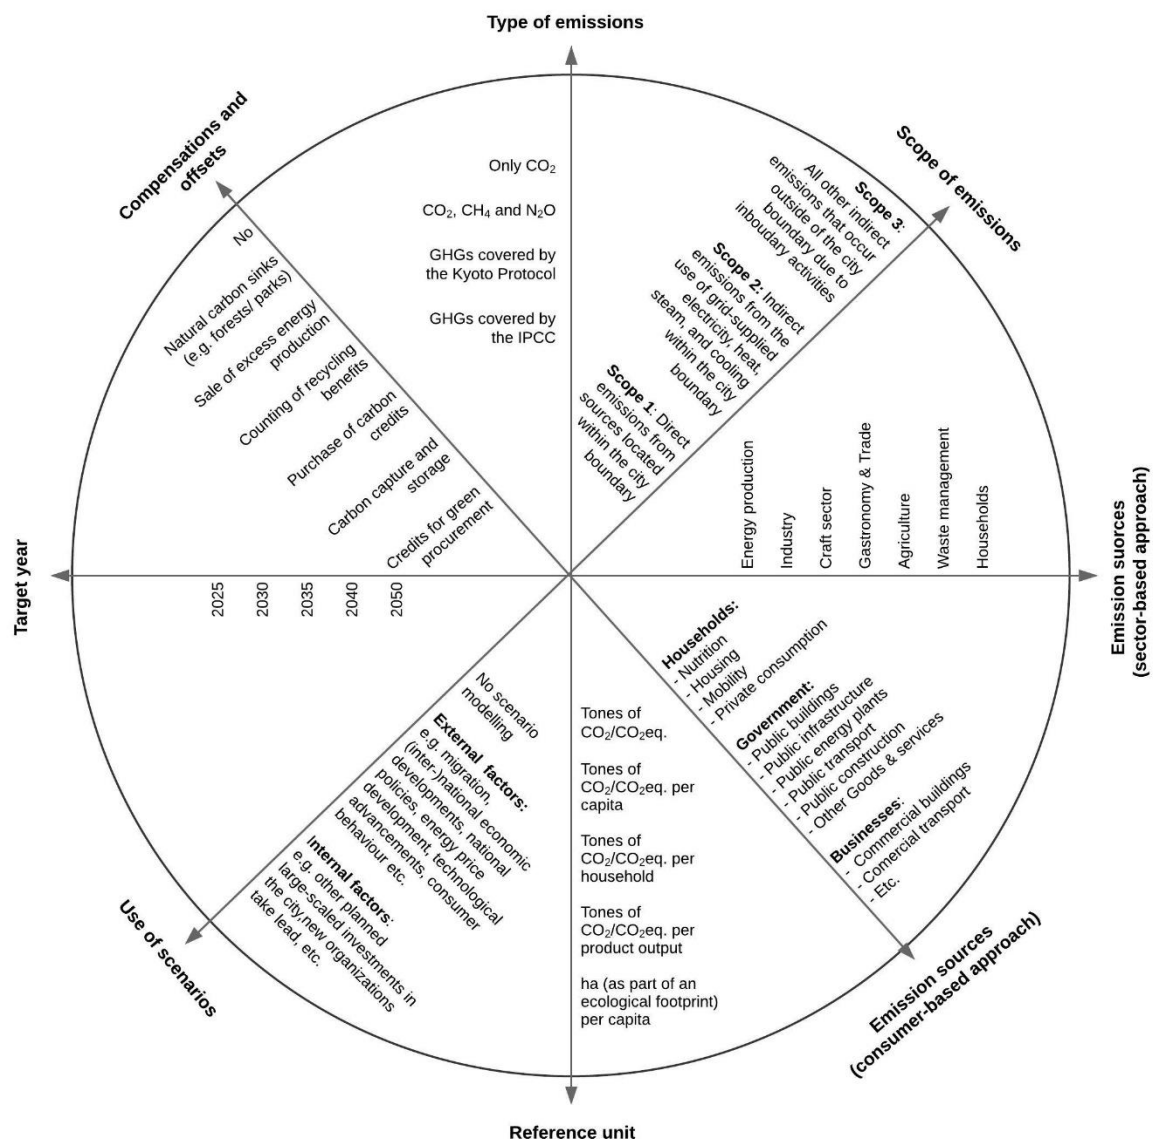 Type of emissions
Only CO₂
CO₂, CH₄ and N₂O
GHGs covered by
the Kyoto Protocol
GHGs covered by
the IPCC
Scope of emissions
Scope 3:
All other indirect
emissions that occur
outside of the city
boundary due to
inboudary activities
Scope 2: Indirect
emissions from the
use of grid-supplied
electricity, heat,
steam, and cooling
within the city
boundary
Scope 1: Direct
emissions from
sources located
within the city
boundary
Emission suorces
(sector-based approach)
Energy production
Industry
Craft sector
Gastronomy & Trade
Agriculture
Waste management
Households
Emission sources
(consumer-based approach)
Households:
- Nutrition
- Housing
- Mobility
- Private consumption
Government:
- Public buildings
- Public infrastructure
- Public energy plants
- Public transport
- Public construction
- Other Goods & services
Businesses:
- Commercial buildings
- Comercial transport
- Etc.
Reference unit
Tones of
CO₂/CO₂eq.
Tones of
CO₂/CO₂eq. per
capita
Tones of
CO₂/CO₂eq. per
household
Tones of
CO₂/CO₂eq. per
product output
ha (as part of an
ecological footprint)
per capita
Use of scenarios
No scenario
modelling
External factors:
e.g. migration,
(inter-)national economic
developments, national
policies, energy price
development, technological
advancements, consumer
behaviour etc.
Internal factors:
e.g. other planned
large-scaled investments in
the city,new organizations
take lead, etc.
Target year
2025
2030
2035
2040
2050
Compensations and
offsets
No
Natural carbon sinks
(e.g. forests/ parks)
Sale of excess energy
production
Counting of recycling
benefits
Purchase of carbon
credits
Carbon capture and
storage
Credits for green
procurement